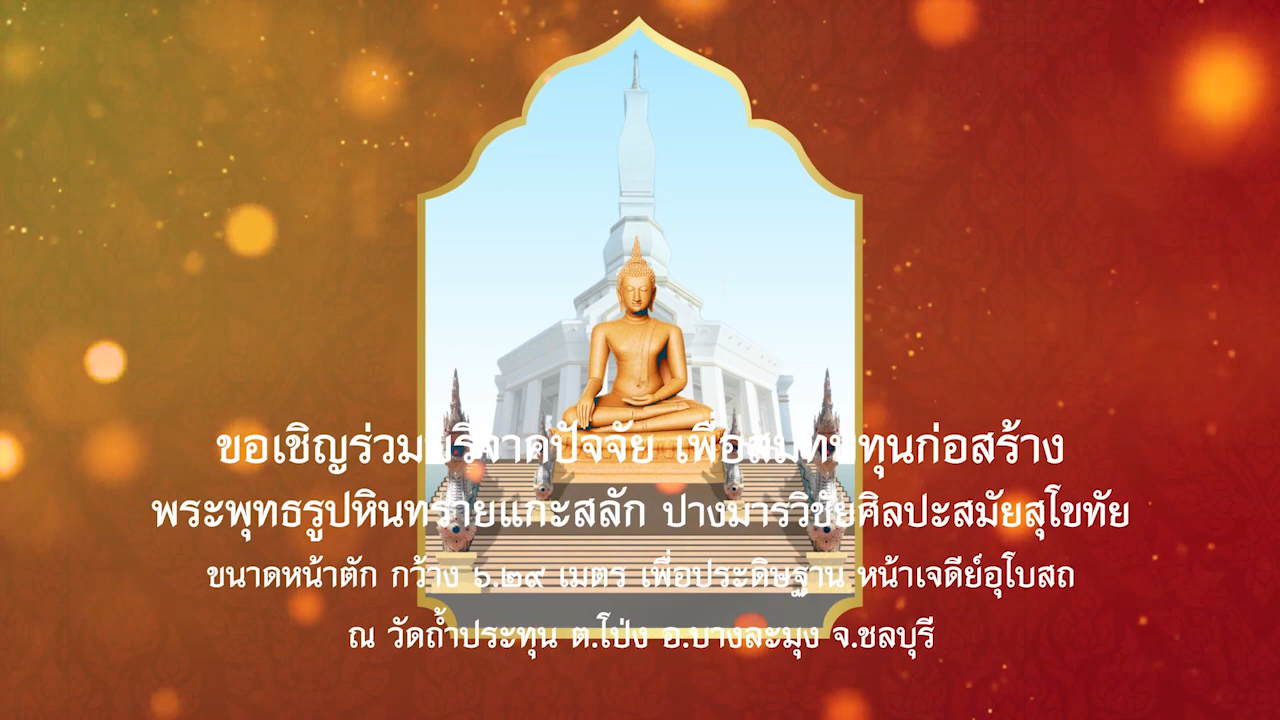 ขอเชิญร่วมบริจาคปัจจัย เพื่อสมทบทุนก่อสร้าง
พระพุทธรูปหินทรายแกะสลัก ปางมารวิชัยศิลปะสมัยสุโขทัย
ขนาดหน้าตัก กว้าง ๖.๒๙ เมตร เพื่อประดิษฐาน หน้าเจดีย์อุโบสถ
ณ วัดถ้ำประทุน ต.โป่ง อ.บางละมุง จ.ชลบุรี